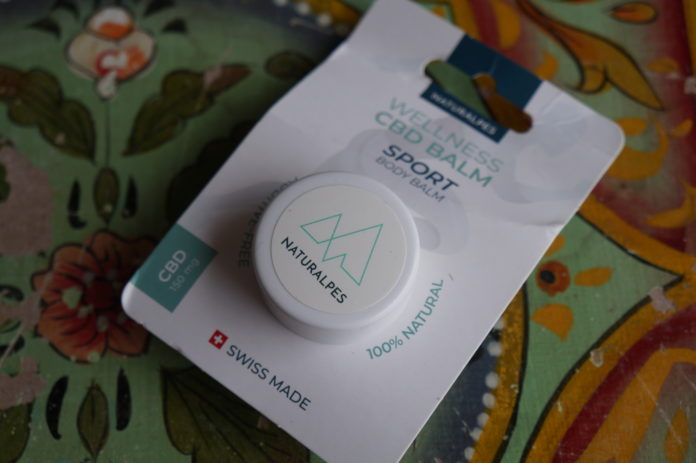 NATURALPES
WELLNESS
CBD BALM
SPORT
BODY BALM
NATURALPES
CBD
150 mg
100% NATURAL
SWISS MADE